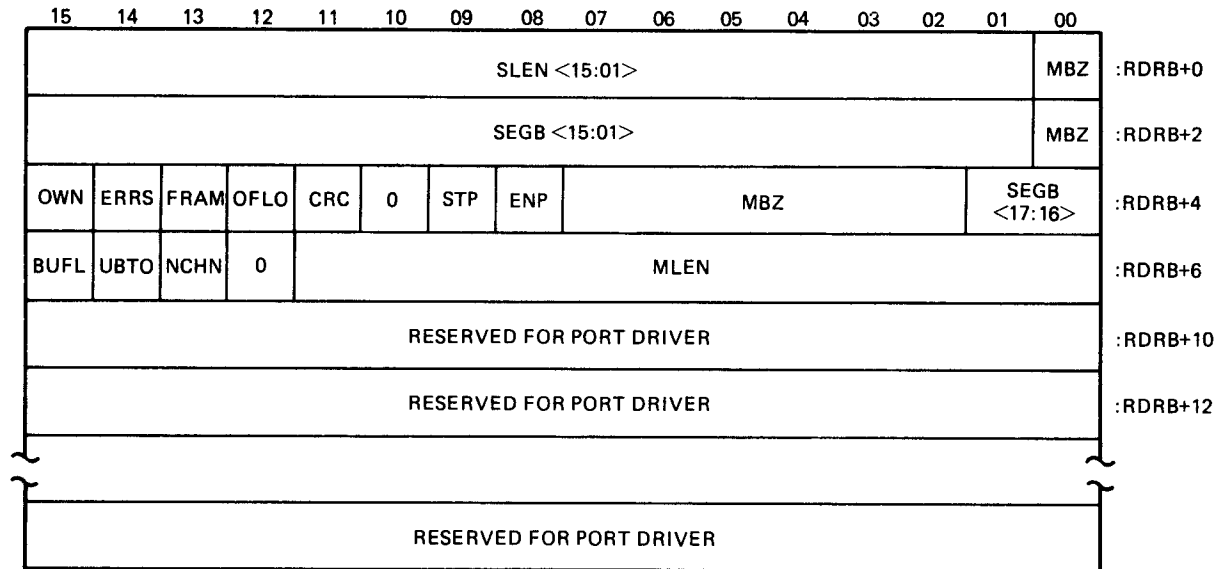 15 14 13 12 11 10 09 08 07 06 05 04 03 02 01 00
SLEN <15:01> MBZ :RDRB+0
SEGB <15:01> MBZ :RDRB+2
OWN ERRS FRAM OFLO CRC 0 STP ENP MBZ SEGB <17:16> :RDRB+4
BUFL UBTO NCHN 0 MLEN :RDRB+6
RESERVED FOR PORT DRIVER :RDRB+10
RESERVED FOR PORT DRIVER :RDRB+12
RESERVED FOR PORT DRIVER